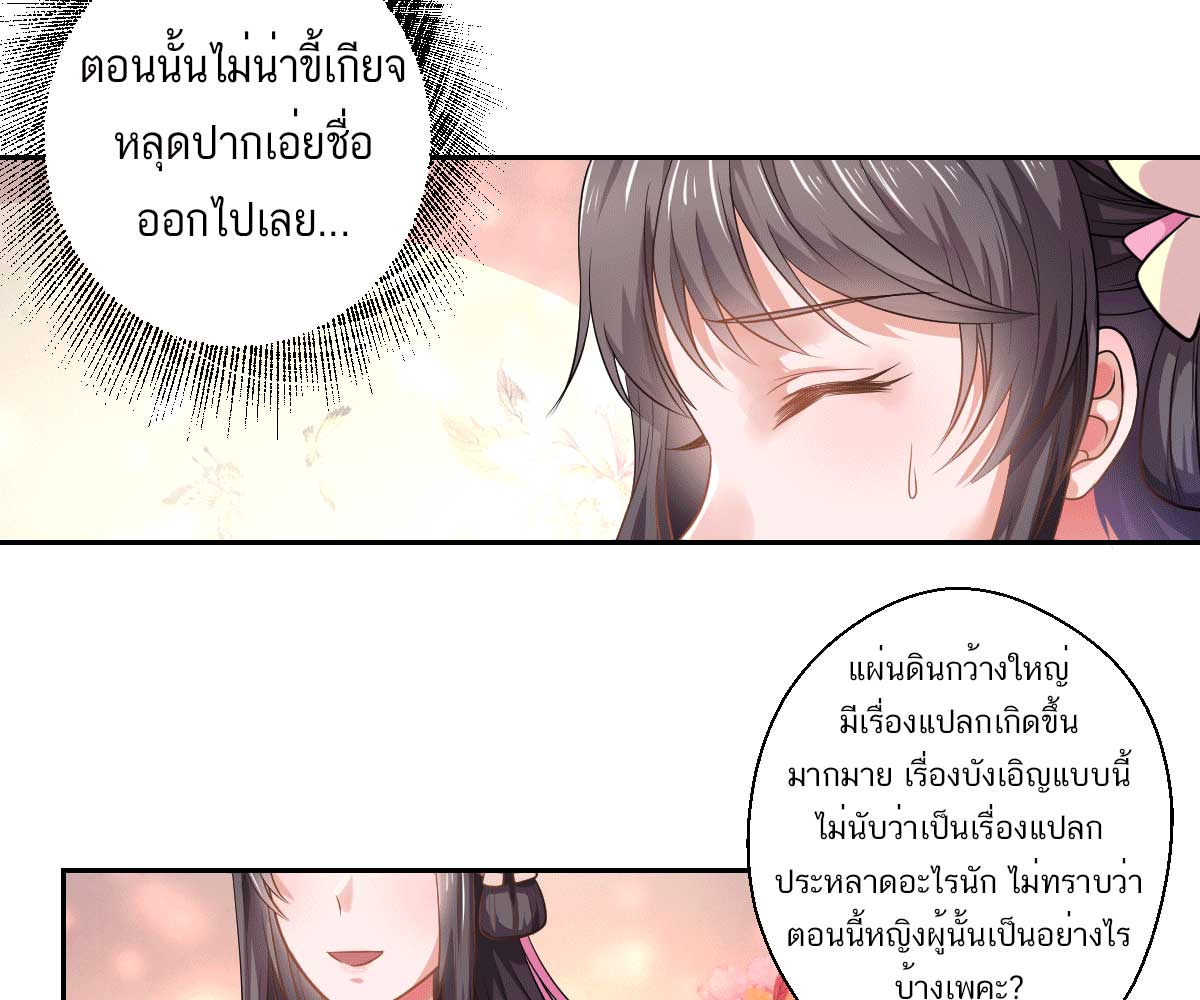 ตอนนั้นไม่น่าขี้เกียจ
หลุดปากเอ่ยชื่อ
ออกไปเลย...
แผ่นดินกว้างใหญ่
มีเรื่องแปลกเกิดขึ้น
มากมาย เรื่องบังเอิญแบบนี้
ไม่นับว่าเป็นเรื่องแปลก
ประหลาดอะไรนัก ไม่ทราบว่า
ตอนนี้หญิงผู้นั้นเป็นอย่างไร
บ้างเพคะ?